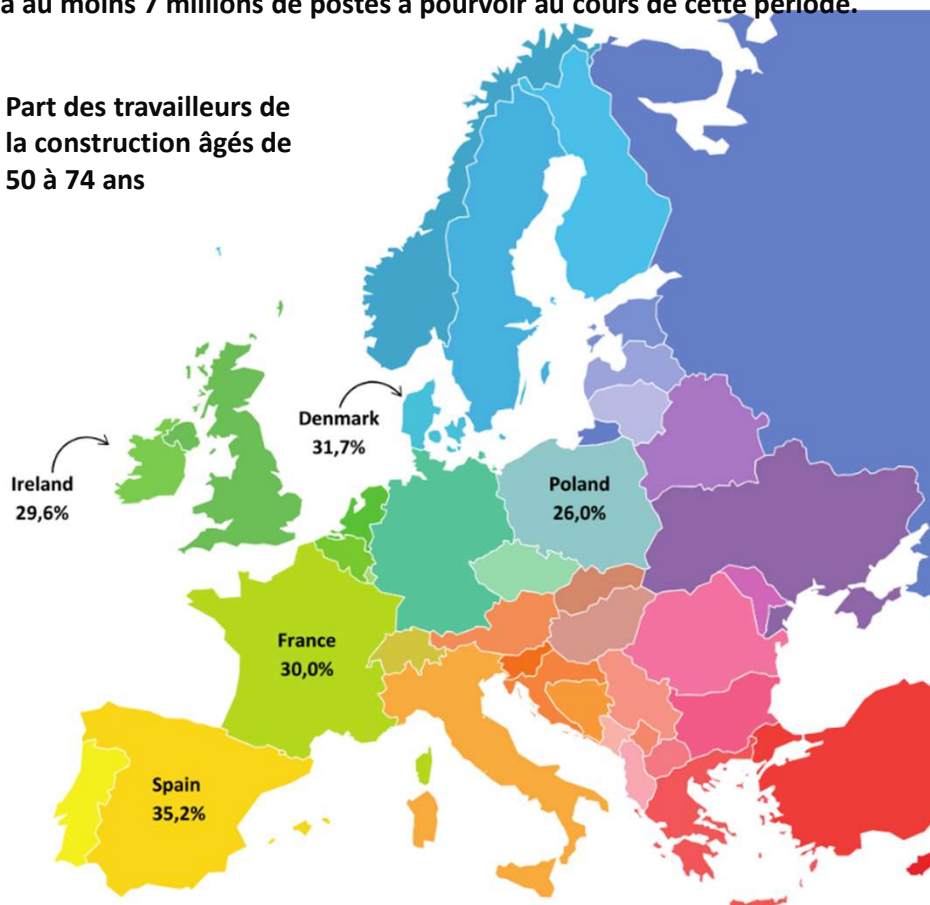 a au moins 7 millions de postes à pourvoir au cours de cette période.
Part des travailleurs de
la construction âgés de
50 à 74 ans
Denmark
31,7%
Ireland
29,6%
Poland
26,0%
France
30,0%
Spain
35,2%